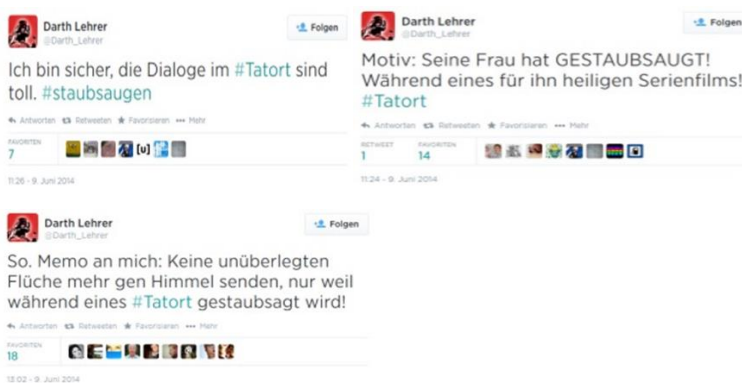 Darth Lehrer
@Darth_Lehrer
Folgen
Ich bin sicher, die Dialoge im #Tatort sind
toll. #staubsaugen
Antworten Retweeten Favorisieren Mehr
FAVORITEN
7
[u]
11:26 - 9. Juni 2014
Darth Lehrer
@Darth_Lehrer
Folgen
Motiv: Seine Frau hat GESTAUBSAUGT!
Während eines für ihn heiligen Serienfilms!
#Tatort
Antworten Retweeten Favorisieren Mehr
RETWEET FAVORITEN
1 14
11:24 - 9. Juni 2014
Darth Lehrer
@Darth_Lehrer
Folgen
So. Memo an mich: Keine unüberlegten
Flüche mehr gen Himmel senden, nur weil
während eines #Tatort gestaubsagt wird!
Antworten Retweeten Favorisieren Mehr
FAVORITEN
18
13:02 - 9. Juni 2014